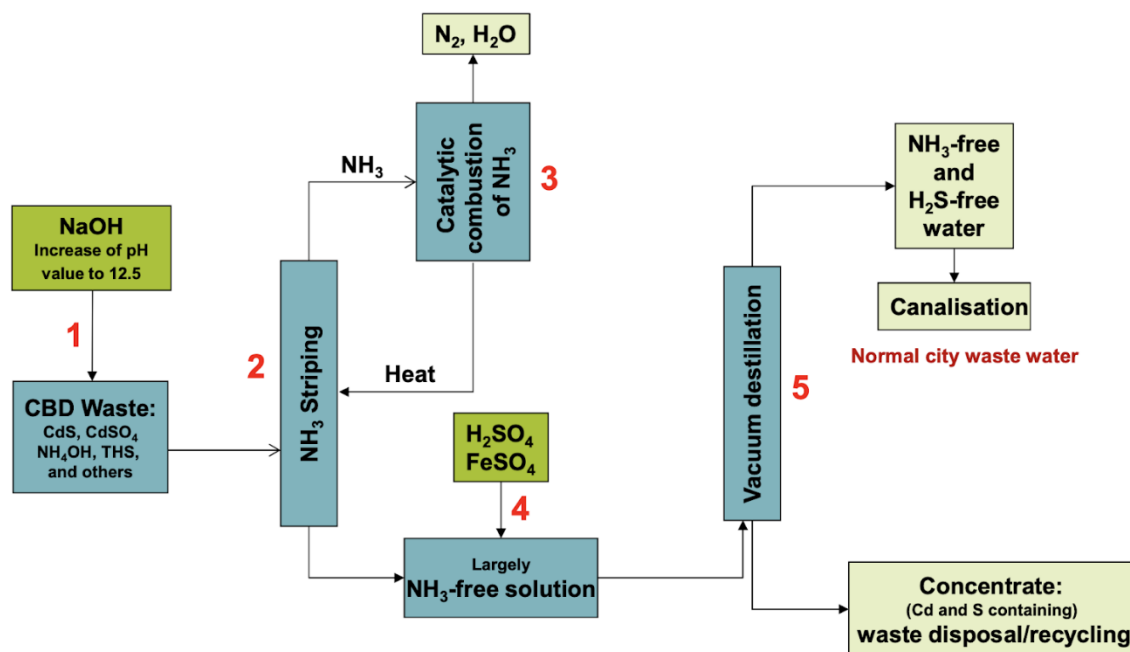 N₂, H₂O
NH₃
Catalytic
combustion
of NH₃
3
NaOH
Increase of pH
value to 12.5
1
CBD Waste:
CdS, CdSO₄
NH₄OH, THS,
and others
2
NH₃ Striping
Heat
H₂SO₄
FeSO₄
4
Largely
NH₃-free solution
Vacuum destillation
5
NH₃-free
and
H₂S-free
water
Canalisation
Normal city waste water
Concentrate:
(Cd and S containing)
waste disposal/recycling